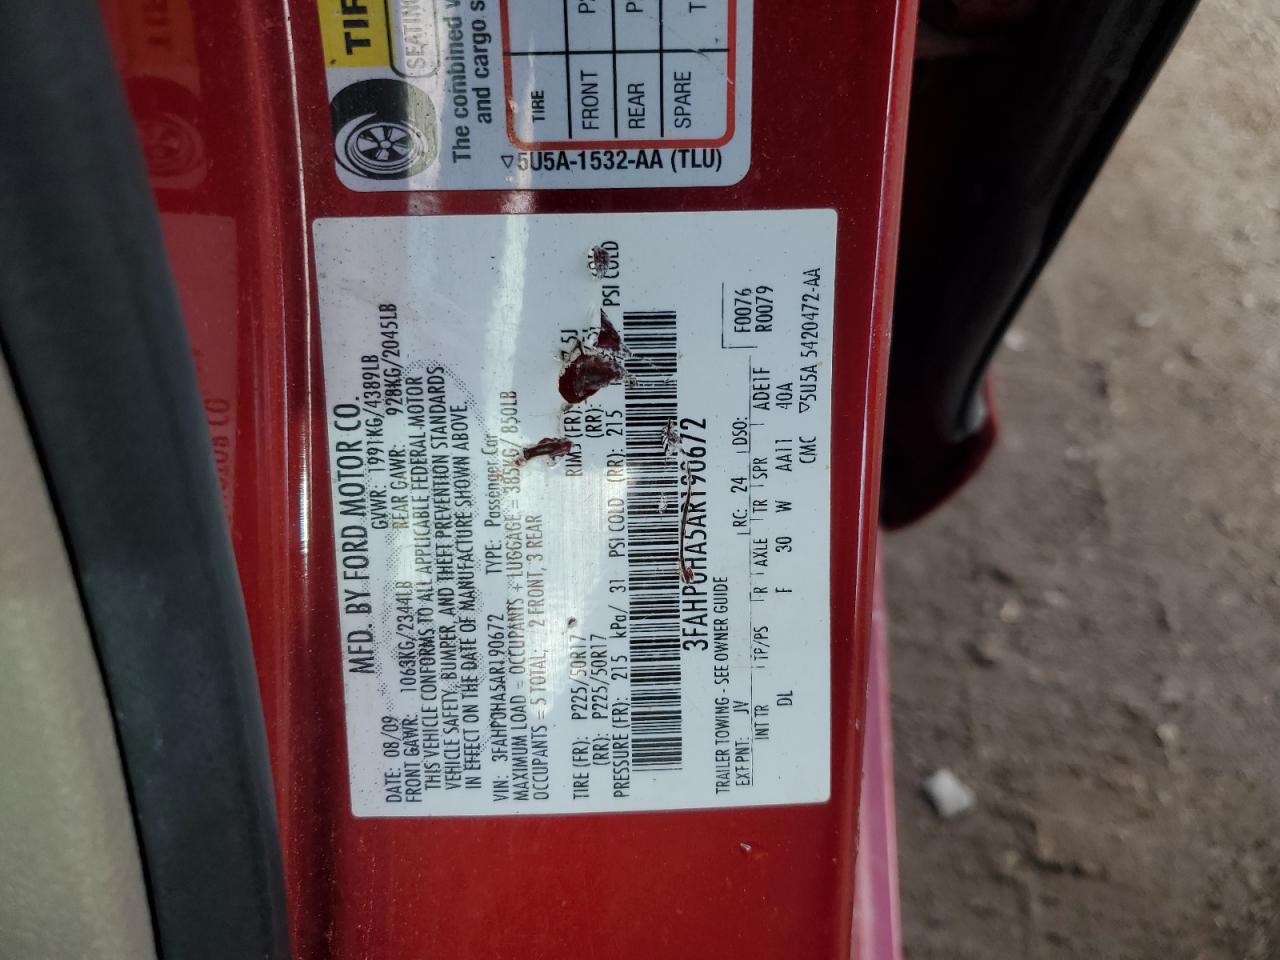 TIR
SEATING
The combined
and cargo s
TIRE
FRONT P
REAR P
SPARE T
▽5U5A-1532-AA (TLU)
MFD. BY FORD MOTOR CO.
DATE: 08/09 GVWR: 1991KG/4389LB
FRONT GAWR: 1063KG/2344LB REAR GAWR: 928KG/2045LB
THIS VEHICLE CONFORMS TO ALL APPLICABLE FEDERAL MOTOR
VEHICLE SAFETY, BUMPER, AND THEFT PREVENTION STANDARDS
IN EFFECT ON THE DATE OF MANUFACTURE SHOWN ABOVE.
VIN: 3FAHP0HA5AR190672 TYPE: Passenger Car
MAXIMUM LOAD = OCCUPANTS + LUGGAGE = 385KG/ 850LB
OCCUPANTS = 5 TOTAL; 2 FRONT, 3 REAR
TIRE (FR): P225/50R17 RIMS (FR):
(RR): P225/50R17 (RR):
PRESSURE (FR): 215 kPa/ 31 PSI COLD (RR): 215 PSI COLD
3FAHP0HA5AR190672
TRAILER TOWING - SEE OWNER GUIDE
EXT PNT: JV RC: 24 DSO: F0076
R0079
INT TR TP/PS R AXLE TR SPR ADE1F
DL F 30 W AA11 40A
CMC ▽5U5A 5420472-AA